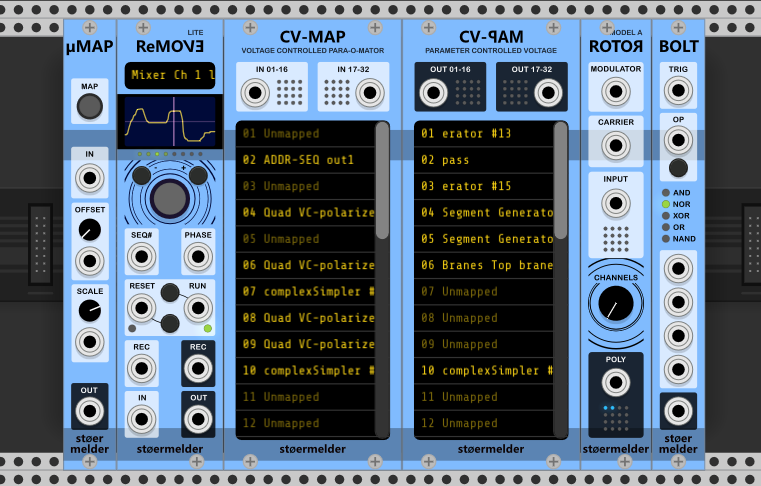 µMAP
MAP
IN
OFFSET
SCALE
OUT
støer
melder
LITE
ReMOVE
Mixer Ch 1 l
- +
SEQ#
PHASE
RESET
RUN
REC
REC
IN
OUT
støermelder
CV-MAP
VOLTAGE CONTROLLED PARA-O-MATOR
IN 01-16
IN 17-32
01 Unmapped
02 ADDR-SEQ out1
03 Unmapped
04 Quad VC-polarize
05 Unmapped
06 Quad VC-polarize
07 complexSimpler #
08 Quad VC-polarize
09 Quad VC-polarize
10 complexSimpler #
11 Unmapped
12 Unmapped
støermelder
CV-PAM
PARAMETER CONTROLLED VOLTAGE
OUT 01-16
OUT 17-32
01 erator #13
02 pass
03 erator #15
04 Segment Generato
05 Segment Generato
06 Branes Top brane
07 Unmapped
08 Unmapped
09 Unmapped
10 complexSimpler #
11 Unmapped
12 Unmapped
støermelder
MODEL A
ROTOR
MODULATOR
CARRIER
INPUT
CHANNELS
POLY
støermelder
BOLT
TRIG
OP
AND
NOR
XOR
OR
NAND
OUT
støer
melder